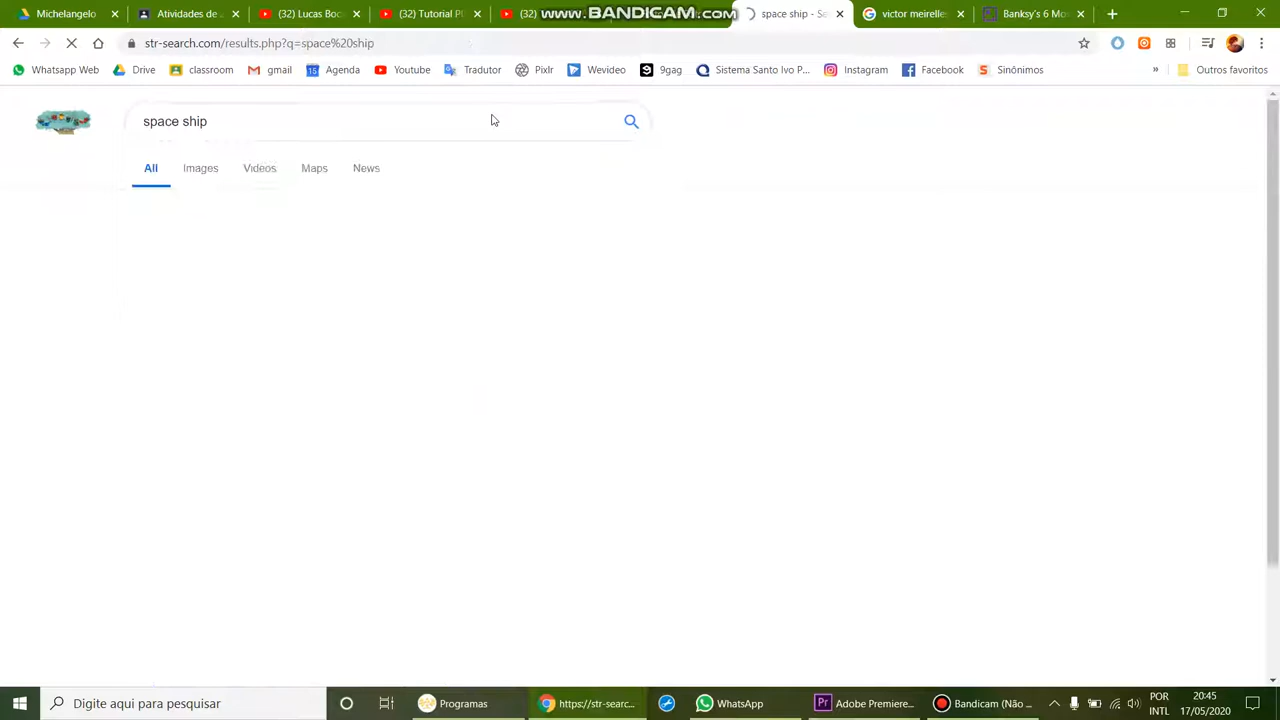 www.BANDICAM.com
Michelangelo
Atividades de
(32) Lucas Boc
(32) Tutorial P
(32)
space ship - Se
victor meirelles
Banksy's 6 Mo
str-search.com/results.php?q=space%20ship
Whatsapp Web
Drive
classroom
gmail
15
Agenda
Youtube
Tradutor
Pixlr
Wevideo
9gag
Sistema Santo Ivo P...
Instagram
Facebook
S
Sinônimos
»
Outros favoritos
space ship
All
Images
Videos
Maps
News
Digite aqui para pesquisar
Programas
https://str-searc...
WhatsApp
Pr
Adobe Premiere...
Bandicam (Não ...
POR
INTL
20:45
17/05/2020